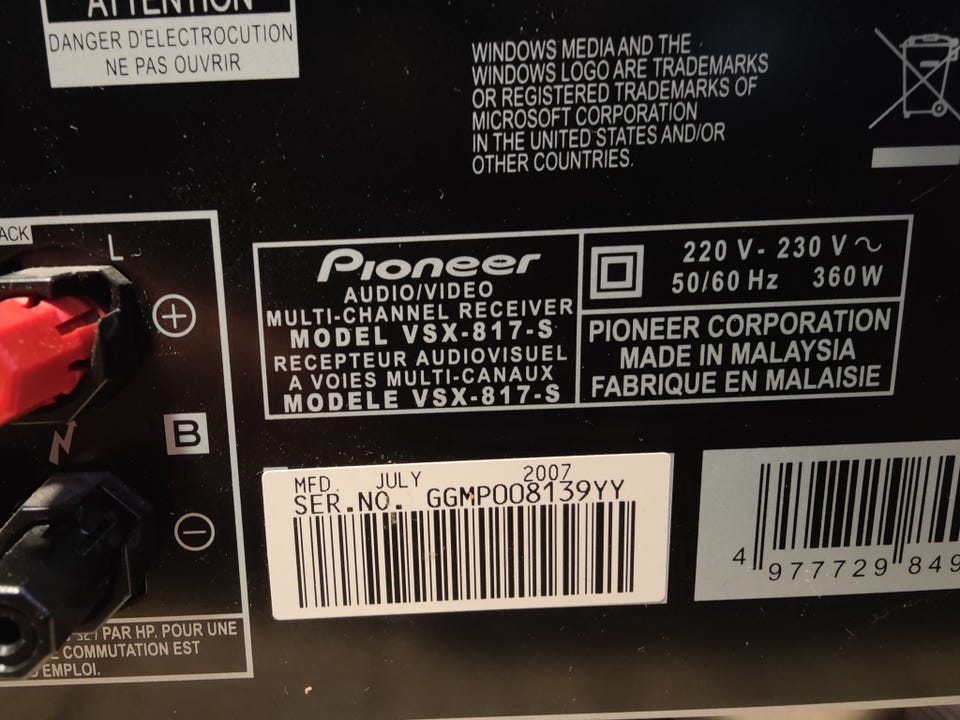 ATTENTION
DANGER D'ELECTROCUTION
NE PAS OUVRIR
WINDOWS MEDIA AND THE
WINDOWS LOGO ARE TRADEMARKS
OR REGISTERED TRADEMARKS OF
MICROSOFT CORPORATION
IN THE UNITED STATES AND/OR
OTHER COUNTRIES.
L
B
Pioneer
AUDIO/VIDEO
MULTI-CHANNEL RECEIVER
MODEL VSX-817-S
RECEPTEUR AUDIOVISUEL
A VOIES MULTI-CANAUX
MODELE VSX-817-S
220 V - 230 V ~
50/60 Hz 360 W
PIONEER CORPORATION
MADE IN MALAYSIA
FABRIQUE EN MALAISIE
MFD. JULY 2007
SER.NO. GGMP008139YY
4 977729 849
PAR HP. POUR UNE
COMMUTATION EST
D'EMPLOI.